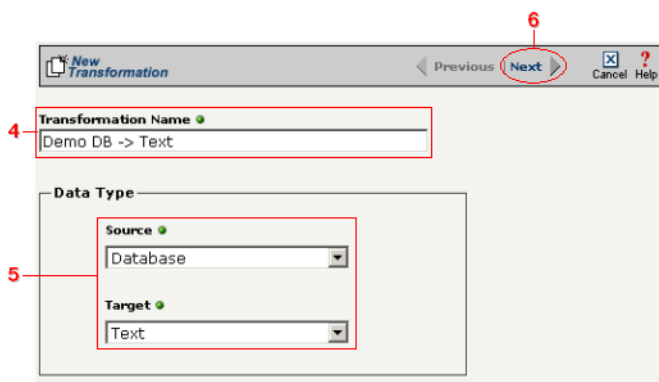 6
New
Transformation
Previous | Next
Cancel Help
4
Transformation Name
Demo DB -> Text
Data Type
Source
Database
5
Target
Text